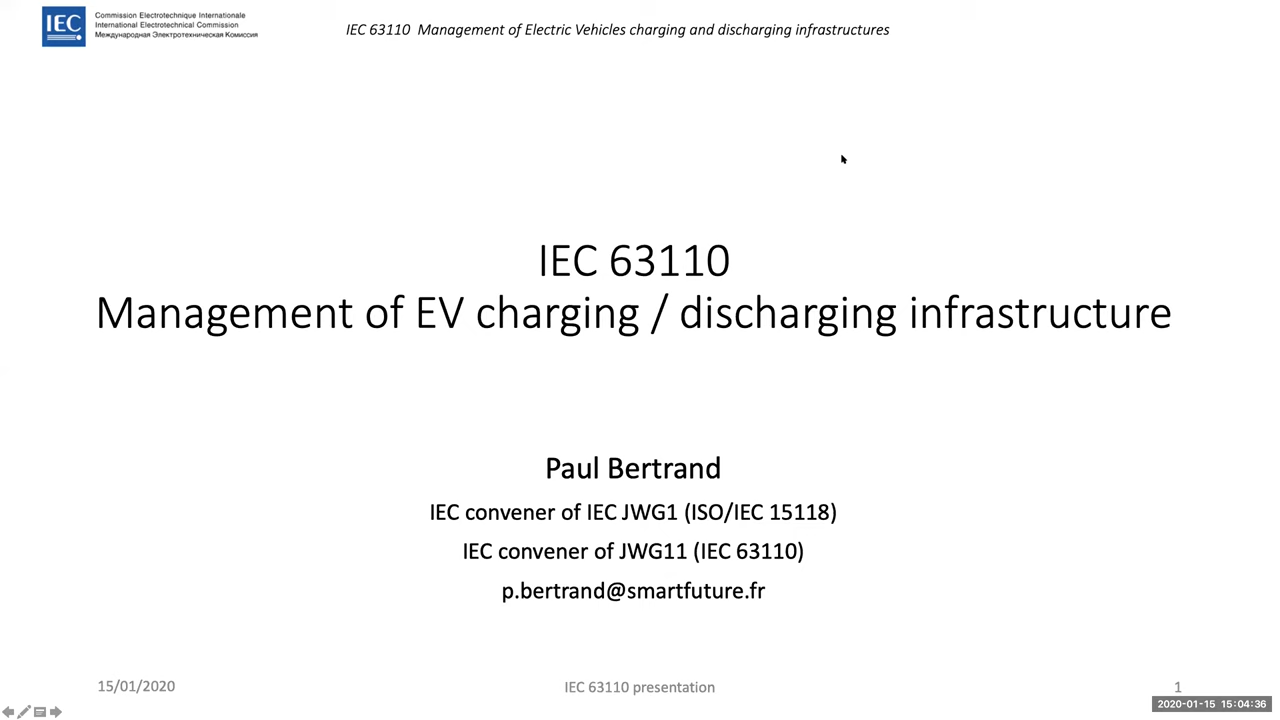 IEC
Commission Electrotechnique Internationale
International Electrotechnical Commission
Международная Электротехническая Комиссия
IEC 63110 Management of Electric Vehicles charging and discharging infrastructures
IEC 63110
Management of EV charging / discharging infrastructure
Paul Bertrand
IEC convener of IEC JWG1 (ISO/IEC 15118)
IEC convener of JWG11 (IEC 63110)
p.bertrand@smartfuture.fr
15/01/2020
IEC 63110 presentation
1
2020-01-15 15:04:36